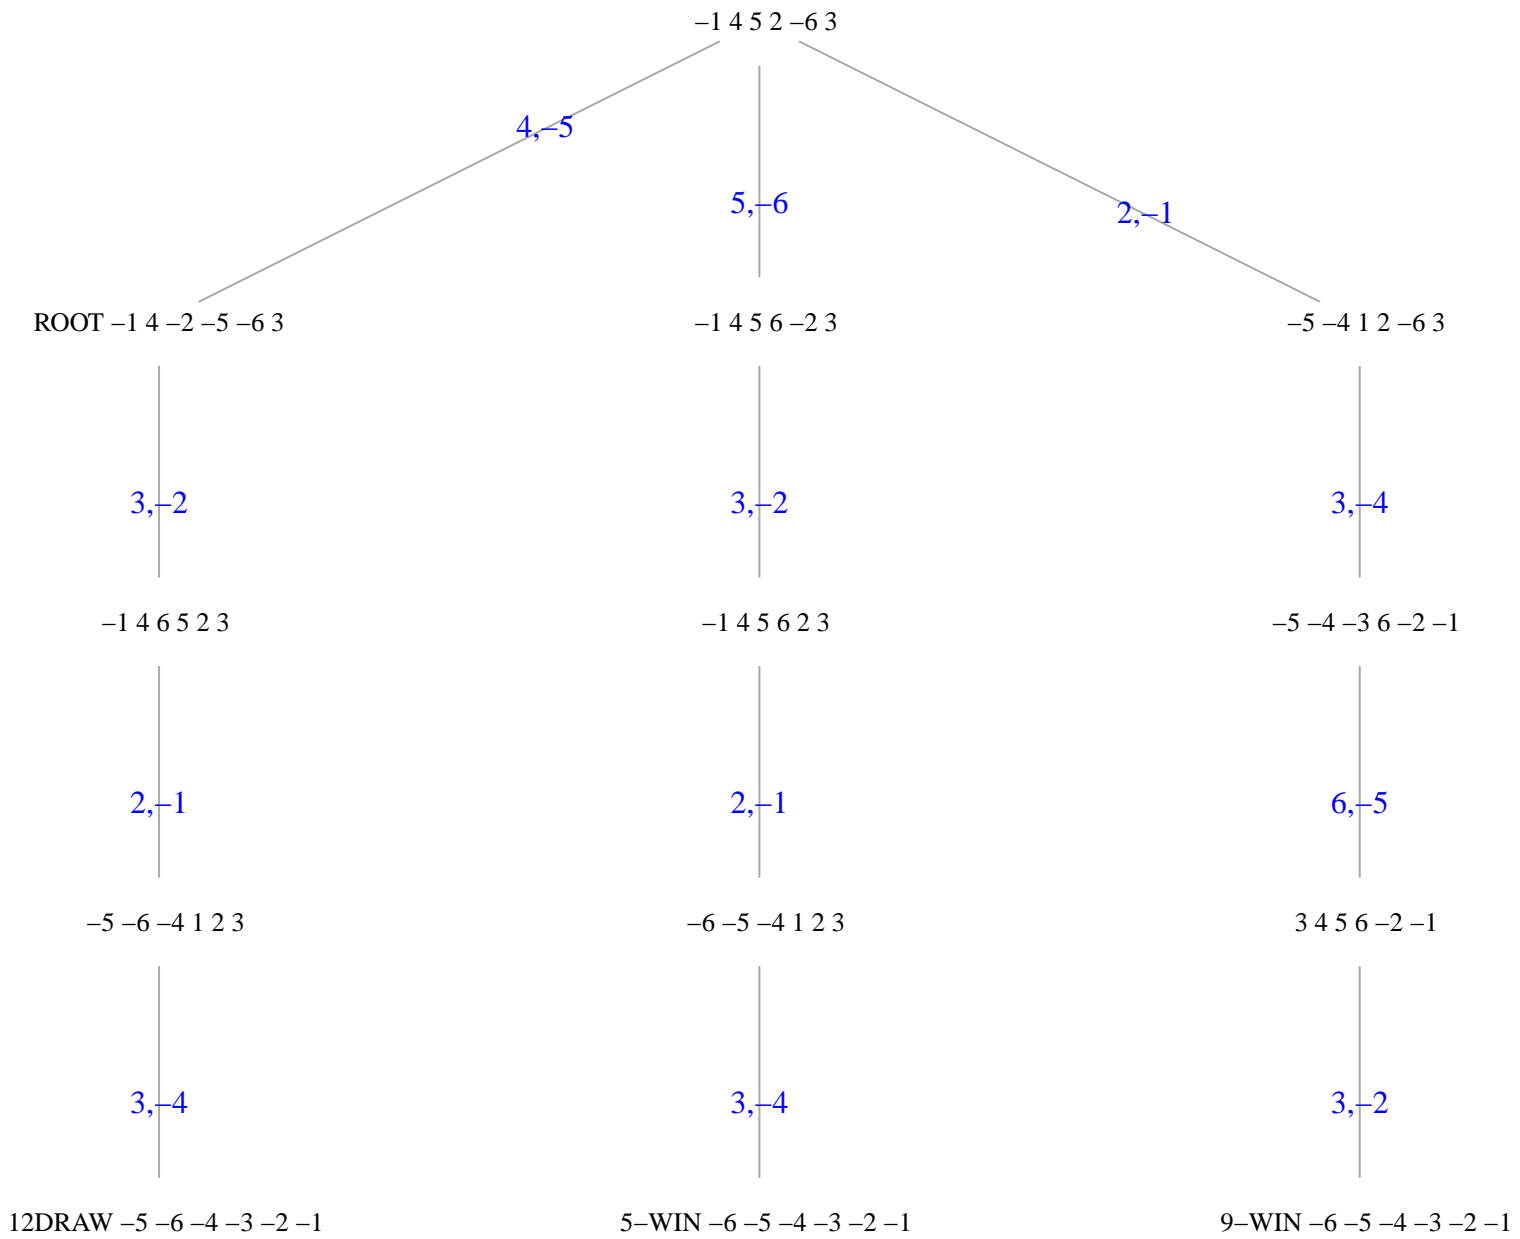 –1 4 5 2 –6 3
4,–5
5,–6
2,–1
ROOT –1 4 –2 –5 –6 3
–1 4 5 6 –2 3
–5 –4 1 2 –6 3
3,–2
3,–2
3,–4
–1 4 6 5 2 3
–1 4 5 6 2 3
–5 –4 –3 6 –2 –1
2,–1
2,–1
6,–5
–5 –6 –4 1 2 3
–6 –5 –4 1 2 3
3 4 5 6 –2 –1
3,–4
3,–4
3,–2
12DRAW –5 –6 –4 –3 –2 –1
5–WIN –6 –5 –4 –3 –2 –1
9–WIN –6 –5 –4 –3 –2 –1